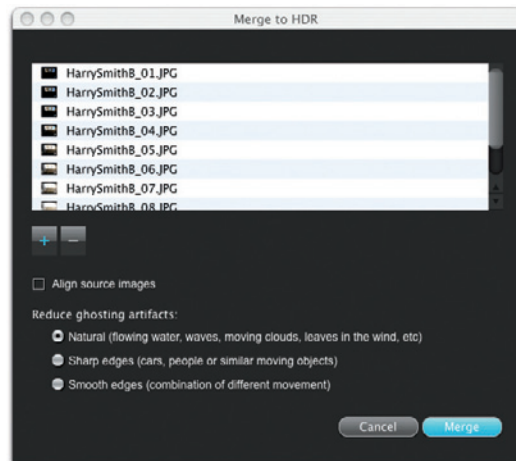 Merge to HDR
HarrySmithB_01.JPG
HarrySmithB_02.JPG
HarrySmithB_03.JPG
HarrySmithB_04.JPG
HarrySmithB_05.JPG
HarrySmithB_06.JPG
HarrySmithB_07.JPG
HarrySmithB_08.JPG
+ −
Align source images
Reduce ghosting artifacts:
Natural (flowing water, waves, moving clouds, leaves in the wind, etc)
Sharp edges (cars, people or similar moving objects)
Smooth edges (combination of different movement)
Cancel Merge